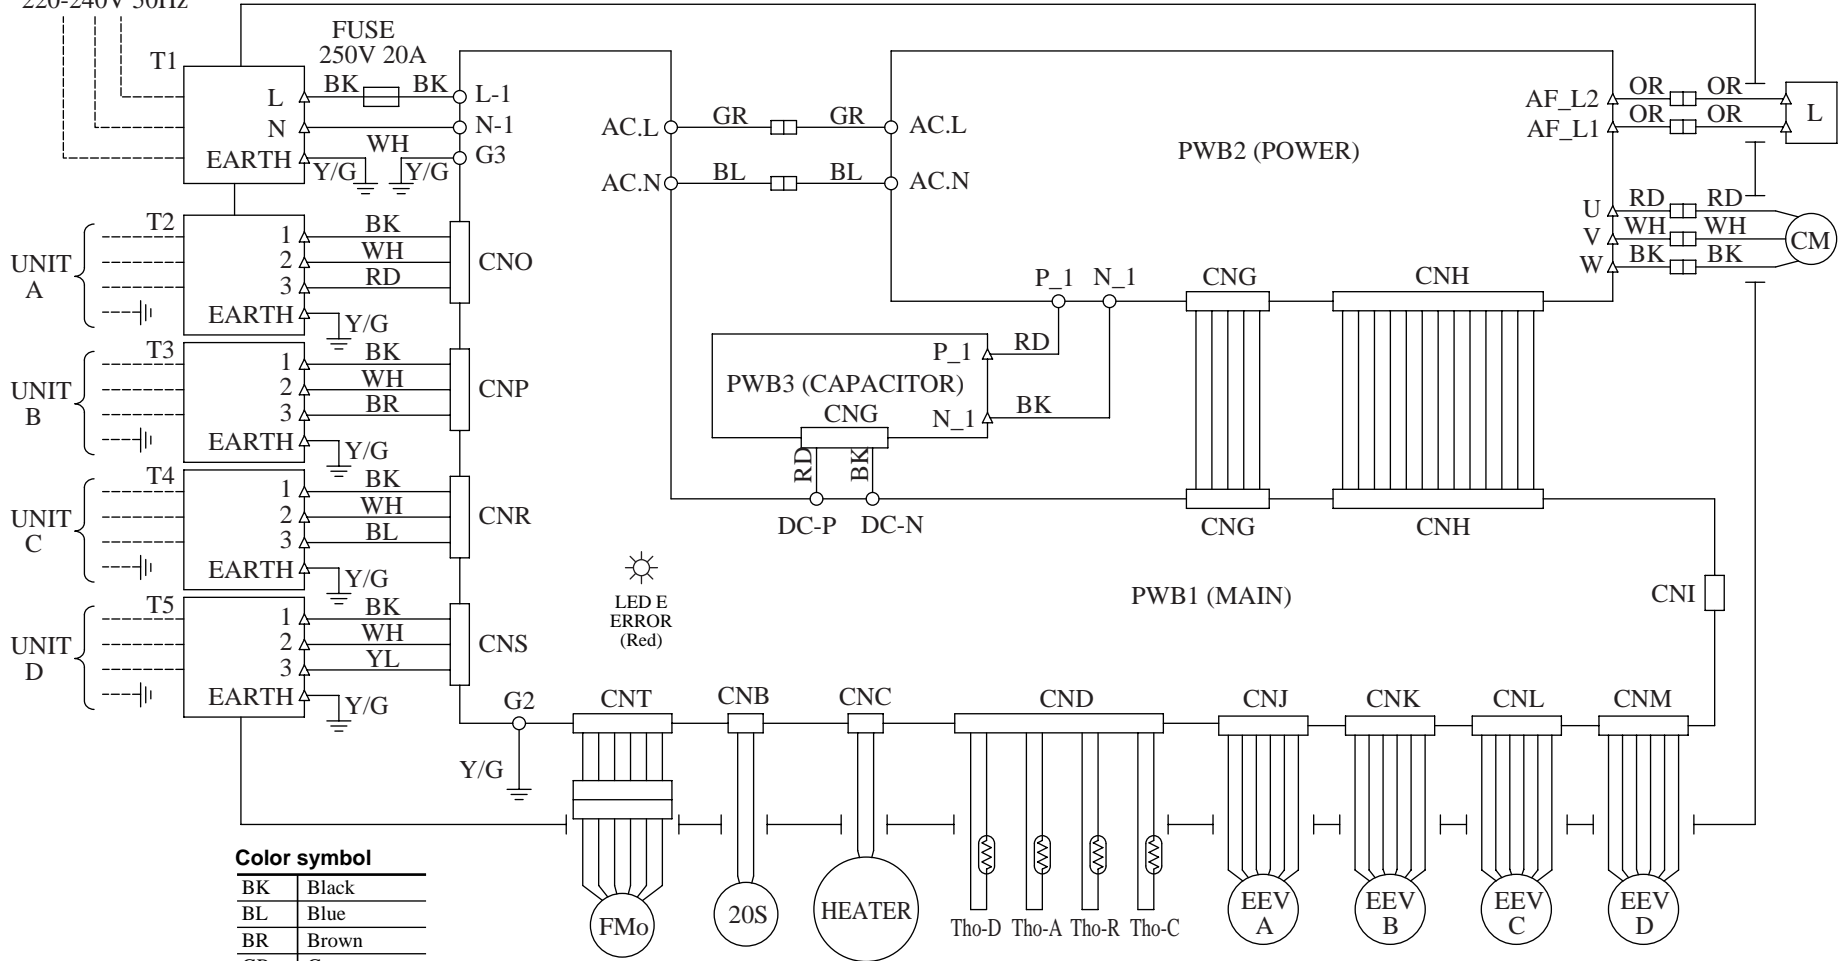 220-240V 50Hz
FUSE
250V 20A
T1
L
N
EARTH
BK
BK
WH
Y/G
Y/G
L-1
N-1
G3
AC.L
GR
GR
AC.L
AC.N
BL
BL
AC.N
PWB2 (POWER)
AF_L2
OR
OR
AF_L1
OR
OR
L
U
RD
RD
V
WH
WH
W
BK
BK
CM
UNIT
A
T2
1
2
3
EARTH
BK
WH
RD
Y/G
CNO
P_1
N_1
CNG
CNH
P_1
RD
PWB3 (CAPACITOR)
CNG
N_1
BK
RD
BK
DC-P
DC-N
CNG
CNH
UNIT
B
T3
1
2
3
EARTH
BK
WH
BR
Y/G
CNP
UNIT
C
T4
1
2
3
EARTH
BK
WH
BL
Y/G
CNR
LED E
ERROR
(Red)
PWB1 (MAIN)
CNI
UNIT
D
T5
1
2
3
EARTH
BK
WH
YL
Y/G
CNS
G2
Y/G
CNT
CNB
CNC
CND
CNJ
CNK
CNL
CNM
FMo
20S
HEATER
Tho-D
Tho-A
Tho-R
Tho-C
EEV
A
EEV
B
EEV
C
EEV
D
Color symbol
BK Black
BL Blue
BR Brown